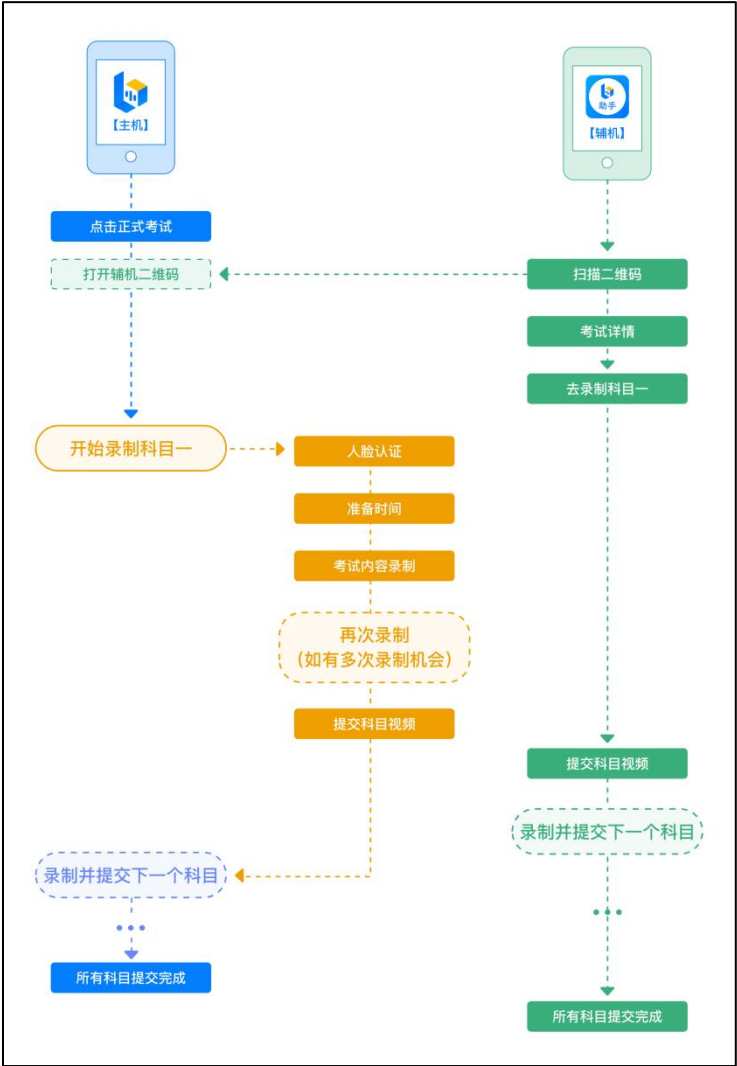 【主机】
助手
【辅机】
点击正式考试
打开辅机二维码
扫描二维码
考试详情
去录制科目一
开始录制科目一
人脸认证
准备时间
考试内容录制
再次录制
(如有多次录制机会)
提交科目视频
提交科目视频
录制并提交下一个科目
录制并提交下一个科目
所有科目提交完成
所有科目提交完成